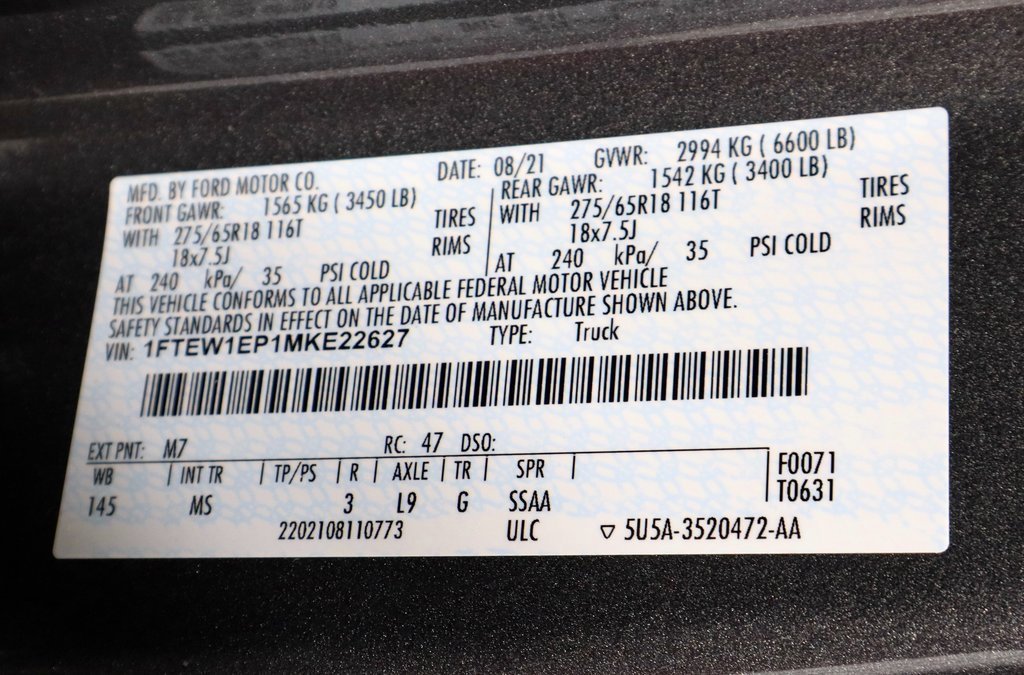 MFD. BY FORD MOTOR CO. DATE: 08/21 GVWR: 2994 KG ( 6600 LB)
FRONT GAWR: 1565 KG ( 3450 LB) REAR GAWR: 1542 KG ( 3400 LB)
WITH 275/65R18 116T TIRES WITH 275/65R18 116T TIRES
18x7.5J RIMS 18x7.5J RIMS
AT 240 kPa/ 35 PSI COLD AT 240 kPa/ 35 PSI COLD
THIS VEHICLE CONFORMS TO ALL APPLICABLE FEDERAL MOTOR VEHICLE
SAFETY STANDARDS IN EFFECT ON THE DATE OF MANUFACTURE SHOWN ABOVE.
VIN: 1FTEW1EP1MKE22627 TYPE: Truck
EXT PNT: M7 RC: 47 DSO:
WB | INT TR | TP/PS | R | AXLE | TR | SPR | F0071
145 MS 3 L9 G SSAA T0631
2202108110773 ULC ▽ 5U5A-3520472-AA